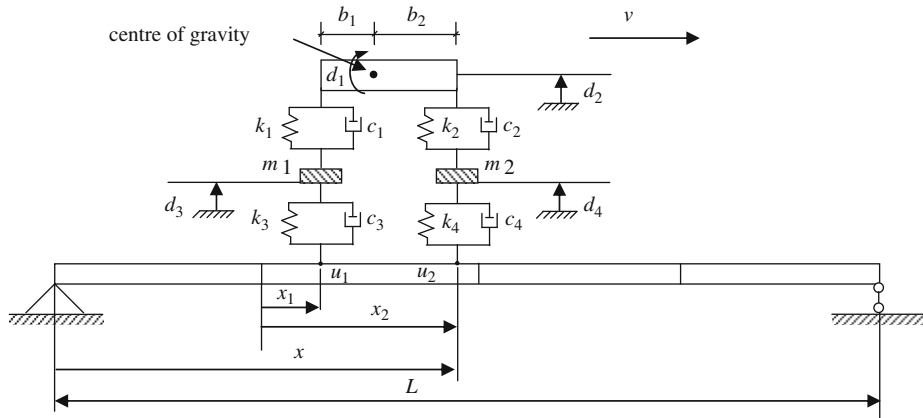 b₁ b₂ v
centre of gravity
d₁ d₂
k₁ c₁ k₂ c₂
m 1 m 2
d₃ d₄
k₃ c₃ k₄ c₄
u₁ u₂
x₁
x₂
x
L